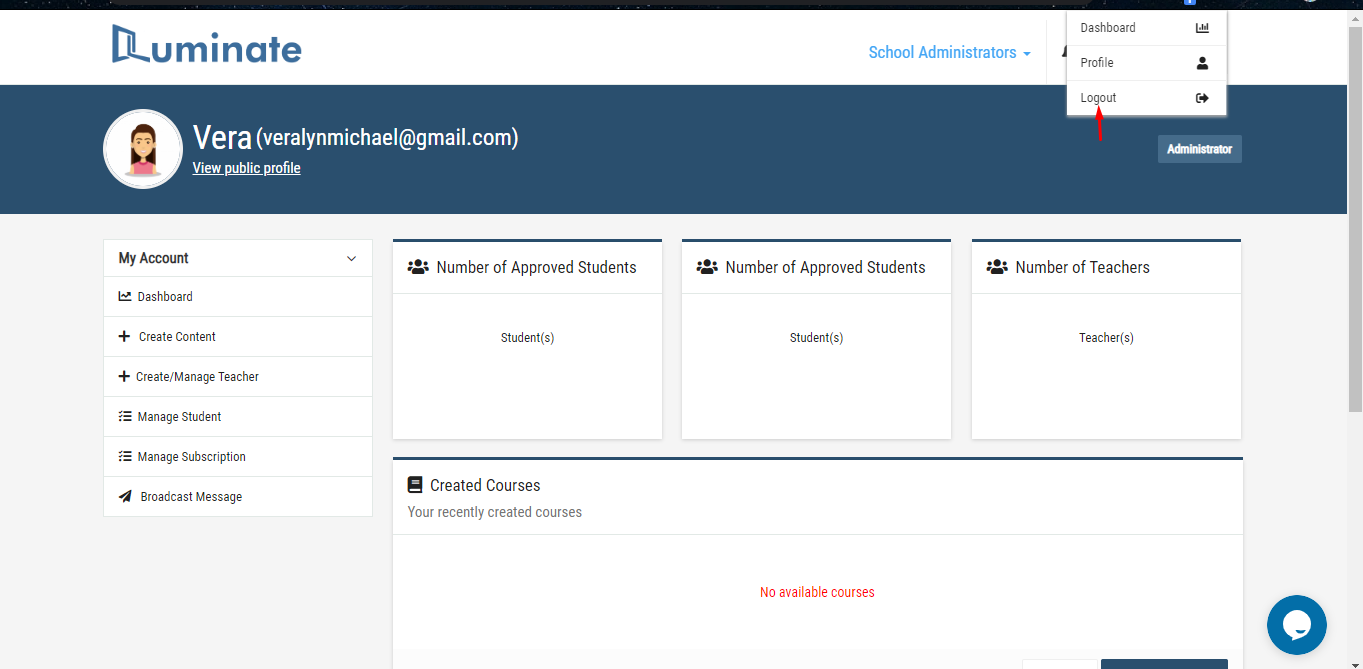 Luminate
School Administrators
Dashboard
Profile
Logout
Vera (veralynmichael@gmail.com)
View public profile
Administrator
My Account
Dashboard
Create Content
Create/Manage Teacher
Manage Student
Manage Subscription
Broadcast Message
Number of Approved Students
Student(s)
Number of Approved Students
Student(s)
Number of Teachers
Teacher(s)
Created Courses
Your recently created courses
No available courses